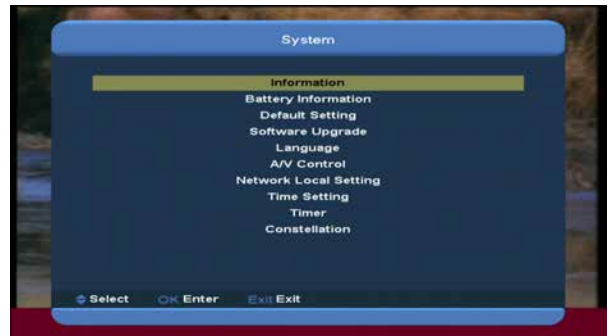 System
Information
Battery Information
Default Setting
Software Upgrade
Language
A/V Control
Network Local Setting
Time Setting
Timer
Constellation
Select OK Enter Exit Exit